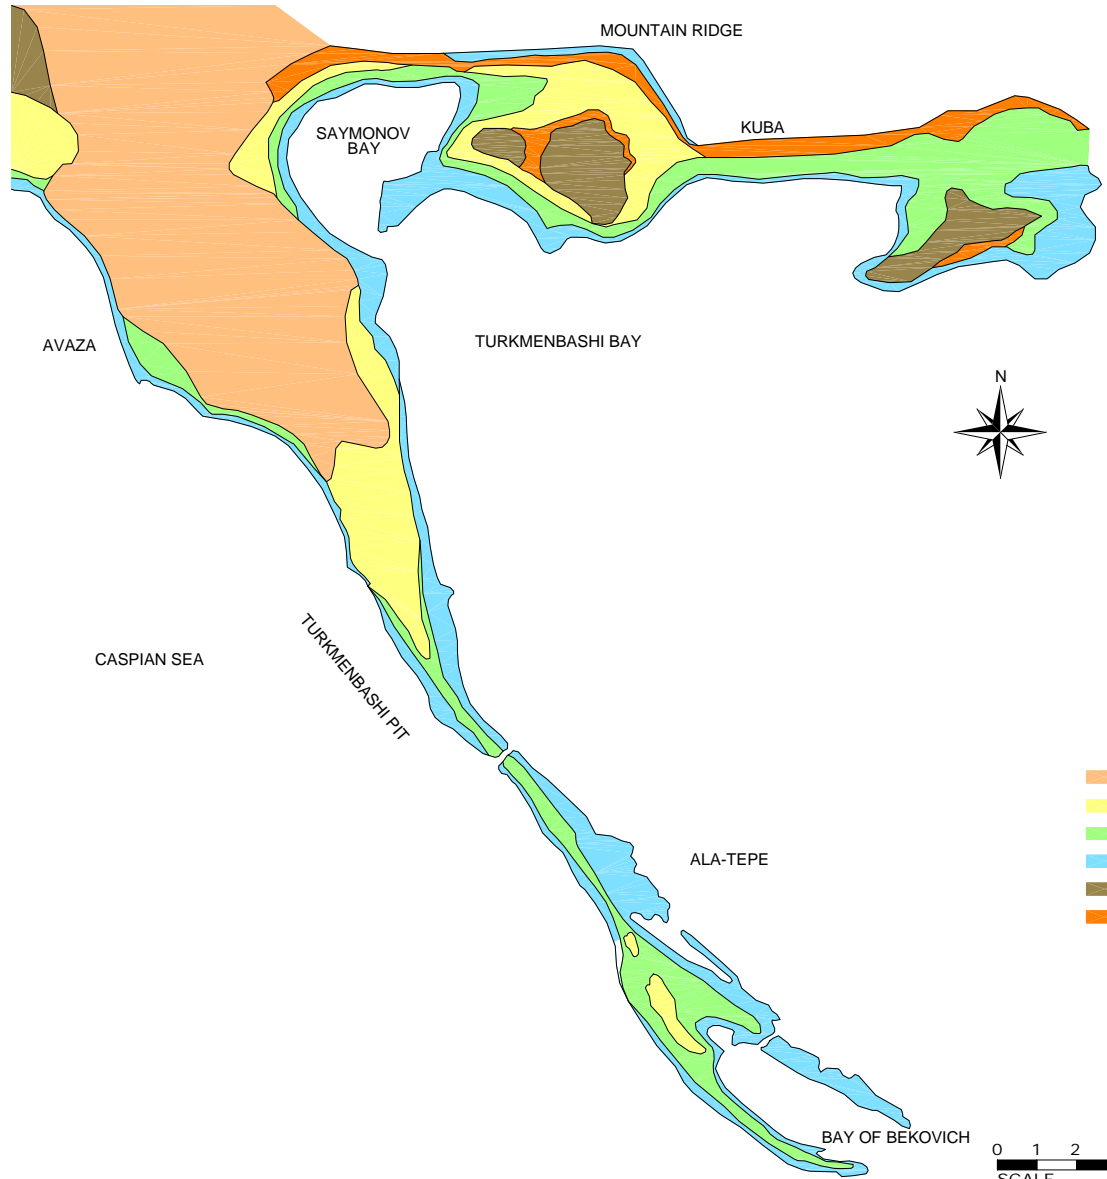 MOUNTAIN RIDGE
KUBA
SAYMONOV
BAY
AVAZA
TURKMENBASHI BAY
N
CASPIAN SEA
TURKMENBASHI PIT
ALA-TEPE
BAY OF BEKOVICH
0 1 2
SCALE